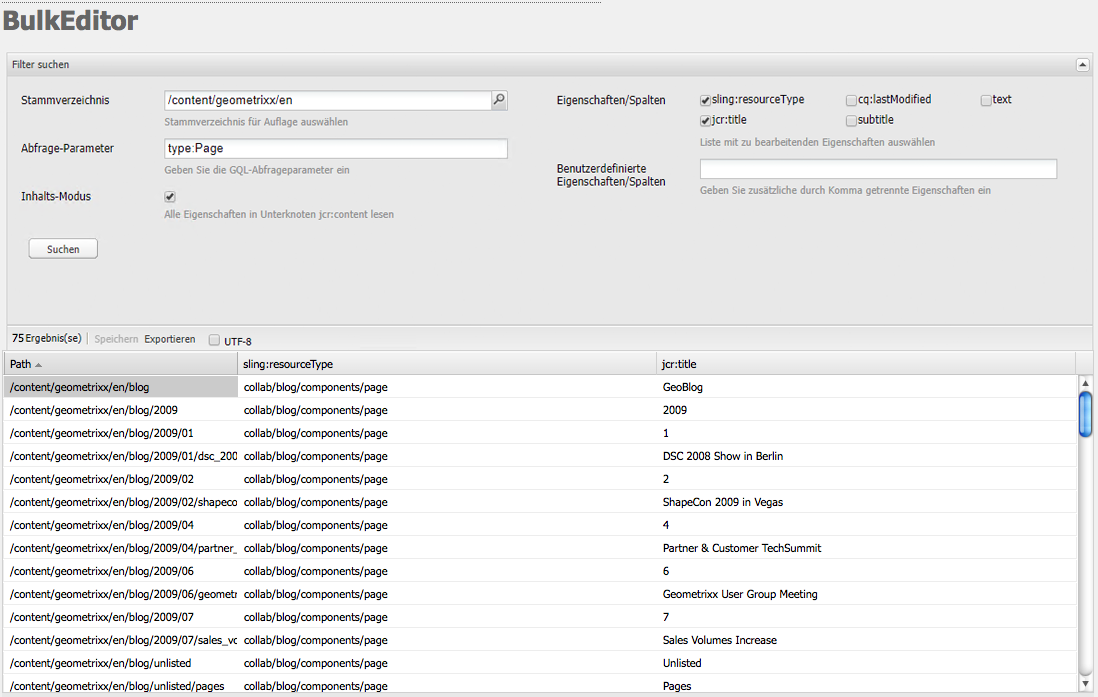 BulkEditor
Filter suchen
Stammverzeichnis
/content/geometrixx/en
Stammverzeichnis für Auflage auswählen
Abfrage-Parameter
type:Page
Geben Sie die GQL-Abfrageparameter ein
Inhalts-Modus
Alle Eigenschaften in Unterknoten jcr:content lesen
Suchen
Eigenschaften/Spalten
sling:resourceType cq:lastModified text
jcr:title subtitle
Liste mit zu bearbeitenden Eigenschaften auswählen
Benutzerdefinierte
Eigenschaften/Spalten
Geben Sie zusätzliche durch Komma getrennte Eigenschaften ein
75 Ergebnis(se) Speichern Exportieren UTF-8
Path sling:resourceType jcr:title
/content/geometrixx/en/blog collab/blog/components/page GeoBlog
/content/geometrixx/en/blog/2009 collab/blog/components/page 2009
/content/geometrixx/en/blog/2009/01 collab/blog/components/page 1
/content/geometrixx/en/blog/2009/01/dsc_200 collab/blog/components/page DSC 2008 Show in Berlin
/content/geometrixx/en/blog/2009/02 collab/blog/components/page 2
/content/geometrixx/en/blog/2009/02/shapeco collab/blog/components/page ShapeCon 2009 in Vegas
/content/geometrixx/en/blog/2009/04 collab/blog/components/page 4
/content/geometrixx/en/blog/2009/04/partner_ collab/blog/components/page Partner & Customer TechSummit
/content/geometrixx/en/blog/2009/06 collab/blog/components/page 6
/content/geometrixx/en/blog/2009/06/geometr collab/blog/components/page Geometrixx User Group Meeting
/content/geometrixx/en/blog/2009/07 collab/blog/components/page 7
/content/geometrixx/en/blog/2009/07/sales_vo collab/blog/components/page Sales Volumes Increase
/content/geometrixx/en/blog/unlisted collab/blog/components/page Unlisted
/content/geometrixx/en/blog/unlisted/pages collab/blog/components/page Pages